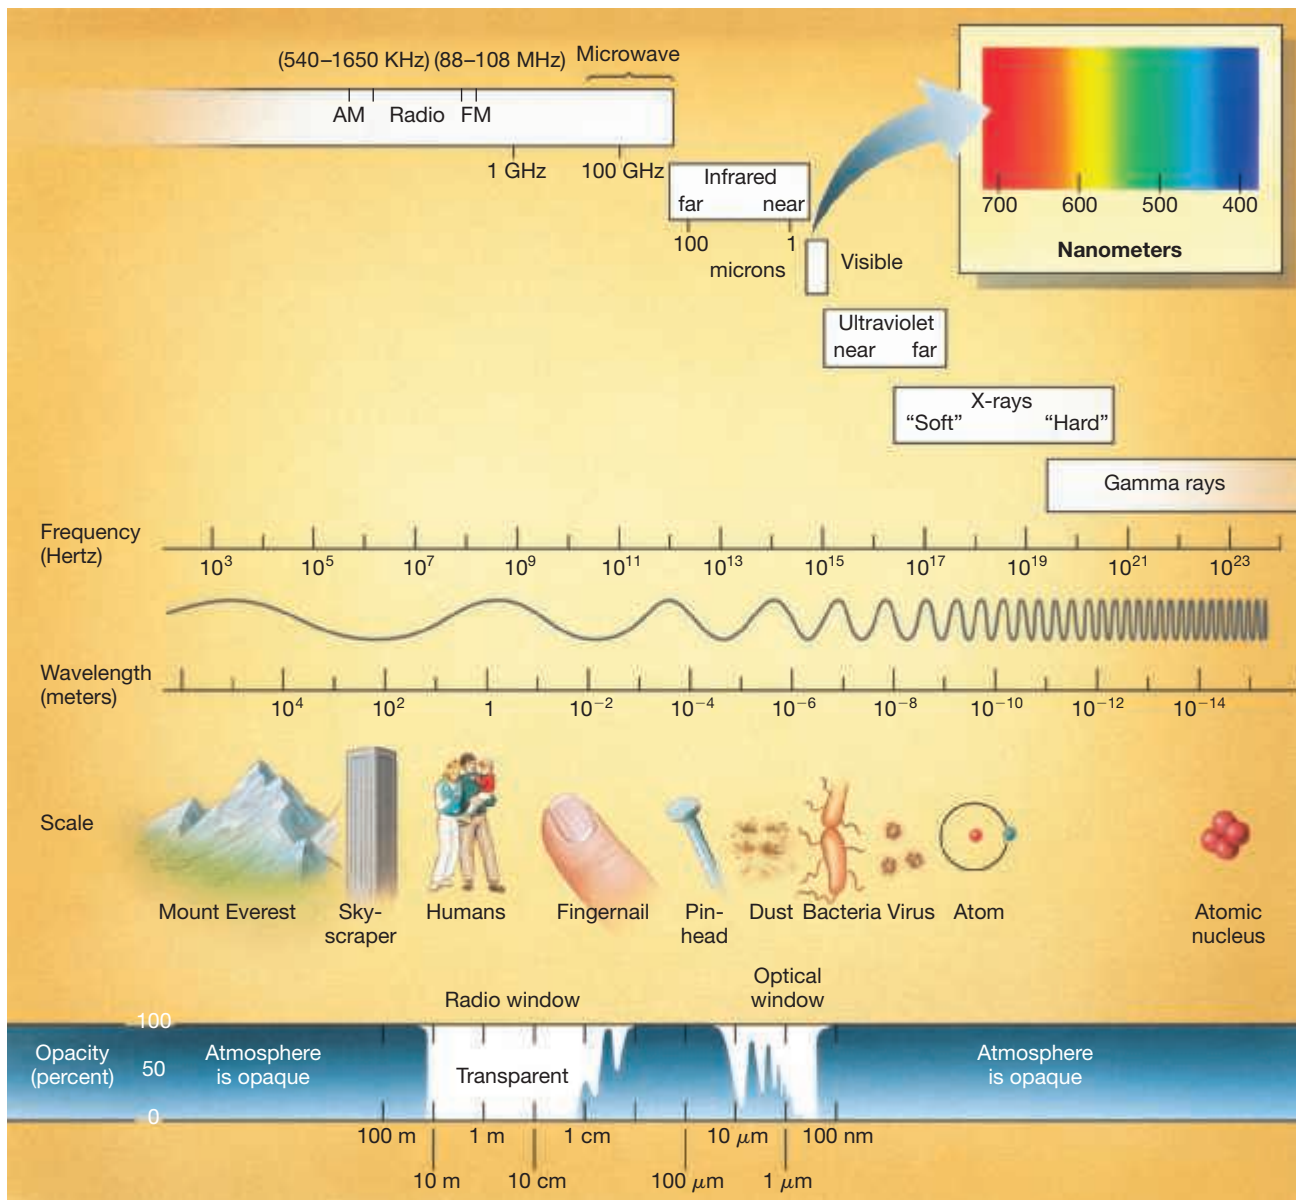 (540–1650 KHz) (88–108 MHz) Microwave
AM Radio FM
1 GHz 100 GHz
Infrared
far near
100 1
microns
Visible
700 600 500 400
Nanometers
Ultraviolet
near far
X-rays
“Soft” “Hard”
Gamma rays
Frequency
(Hertz)
10³ 10⁵ 10⁷ 10⁹ 10¹¹ 10¹³ 10¹⁵ 10¹⁷ 10¹⁹ 10²¹ 10²³
Wavelength
(meters)
10⁴ 10² 1 10⁻² 10⁻⁴ 10⁻⁶ 10⁻⁸ 10⁻¹⁰ 10⁻¹² 10⁻¹⁴
Scale
Mount Everest
Sky-
scraper
Humans
Fingernail
Pin-
head
Dust
Bacteria
Virus
Atom
Atomic
nucleus
Radio window
Optical
window
Opacity
(percent)
100
50
0
Atmosphere
is opaque
Transparent
Atmosphere
is opaque
100 m 1 m 1 cm 10 μm 100 nm
10 m 10 cm 100 μm 1 μm